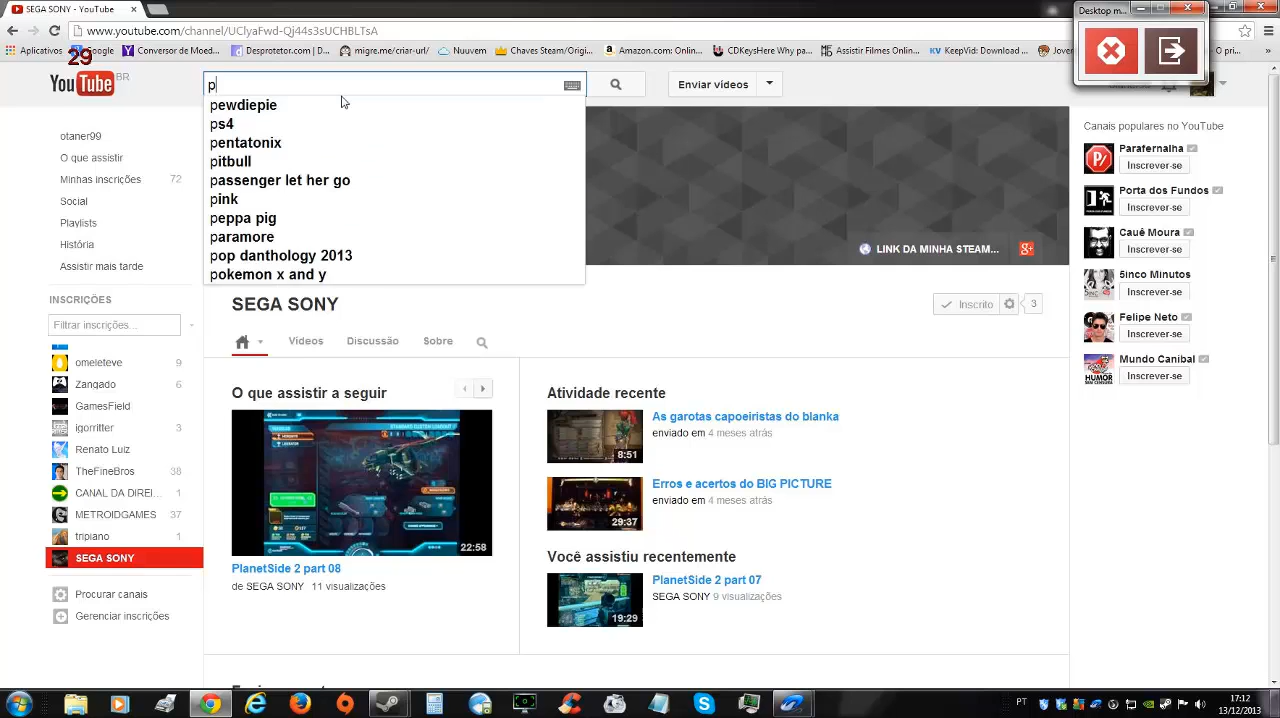 SEGA SONY - YouTube
Desktop m...
www.youtube.com/channel/UClyaFwd-Qj44s3sUCHBLTsA
Aplicativos
Google
Conversor de Moed...
Desprotetor.com | D...
migre.me/crisly/url/
Nuuvem
Chaves Steam Origi...
Amazon.com: Onlin...
CDKeysHere Why pa...
Assitir Filmes Onlin...
KeepVid: Download ...
29
YouTube BR
p
Enviar vídeos
pewdiepie
ps4
pentatonix
pitbull
passenger let her go
pink
peppa pig
paramore
pop danthology 2013
pokemon x and y
otaner99
O que assistir
Minhas inscrições 72
Social
Playlists
História
Assistir mais tarde
INSCRIÇÕES
Filtrar inscrições...
omeleteve 9
Zangado 6
GamesField
igorritter 3
Renato Luiz
TheFineBros 38
CANAL DA DIREI... 1
METROIDGAMES 37
tripiano 1
SEGA SONY
Procurar canais
Gerenciar inscrições
LINK DA MINHA STEAM...
SEGA SONY
Inscrito 3
Vídeos
Discussão
Sobre
O que assistir a seguir
22:58
PlanetSide 2 part 08
de SEGA SONY 11 visualizações
Atividade recente
8:51
As garotas capoeiristas do blanka
enviado em 4 meses atrás
29:37
Erros e acertos do BIG PICTURE
enviado em 4 meses atrás
Você assistiu recentemente
19:29
PlanetSide 2 part 07
SEGA SONY 9 visualizações
Canais populares no YouTube
Parafernalha
Inscrever-se
Porta dos Fundos
Inscrever-se
Cauê Moura
Inscrever-se
5inco Minutos
Inscrever-se
Felipe Neto
Inscrever-se
Mundo Canibal
Inscrever-se
PT
17:12
13/12/2013